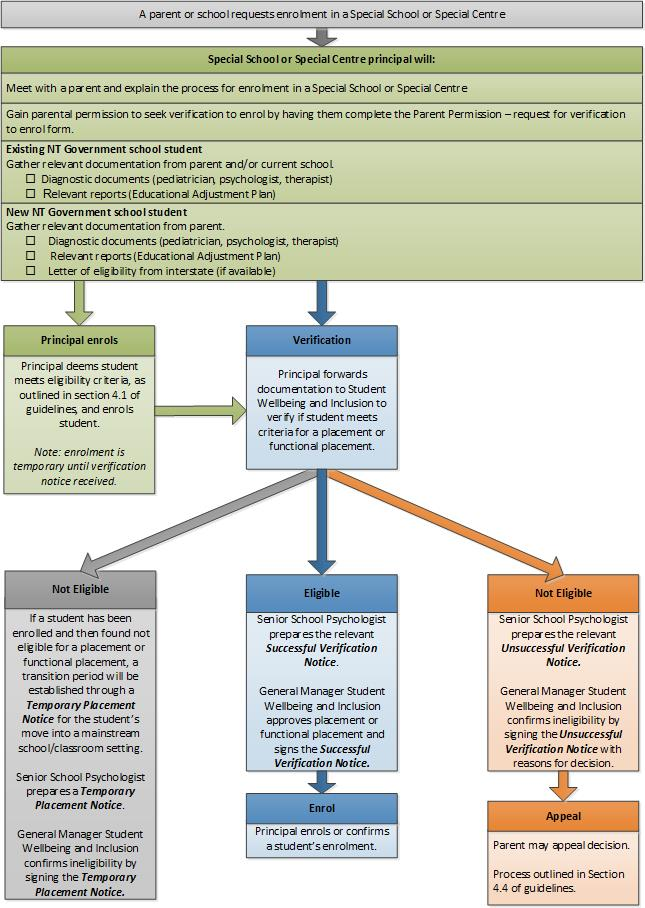 A parent or school requests enrolment in a Special School or Special Centre
Special School or Special Centre principal will:
Meet with a parent and explain the process for enrolment in a Special School or Special Centre
Gain parental permission to seek verification to enrol by having them complete the Parent Permission – request for verification
to enrol form.
Existing NT Government school student
Gather relevant documentation from parent and/or current school.
☐ Diagnostic documents (pediatrician, psychologist, therapist)
☐ Relevant reports (Educational Adjustment Plan)
New NT Government school student
Gather relevant documentation from parent.
☐ Diagnostic documents (pediatrician, psychologist, therapist)
☐ Relevant reports (Educational Adjustment Plan)
☐ Letter of eligibility from interstate (if available)
Principal enrols
Principal deems student
meets eligibility criteria, as
outlined in section 4.1 of
guidelines, and enrols
student.
Note: enrolment is
temporary until verification
notice received.
Verification
Principal forwards
documentation to Student
Wellbeing and Inclusion to
verify if student meets
criteria for a placement or
functional placement.
Not Eligible
If a student has been
enrolled and then found not
eligible for a placement or
functional placement, a
transition period will be
established through a
Temporary Placement
Notice for the student's
move into a mainstream
school/classroom setting.
Senior School Psychologist
prepares a Temporary
Placement Notice.
General Manager Student
Wellbeing and Inclusion
confirms ineligibility by
signing the Temporary
Placement Notice.
Eligible
Senior School Psychologist
prepares the relevant
Successful Verification
Notice.
General Manager Student
Wellbeing and Inclusion
approves placement or
functional placement and
signs the Successful
Verification Notice.
Enrol
Principal enrols or confirms
a student's enrolment.
Not Eligible
Senior School Psychologist
prepares the relevant
Unsuccessful Verification
Notice.
General Manager Student
Wellbeing and Inclusion
confirms ineligibility by
signing the Unsuccessful
Verification Notice with
reasons for decision.
Appeal
Parent may appeal decision.
Process outlined in Section
4.4 of guidelines.